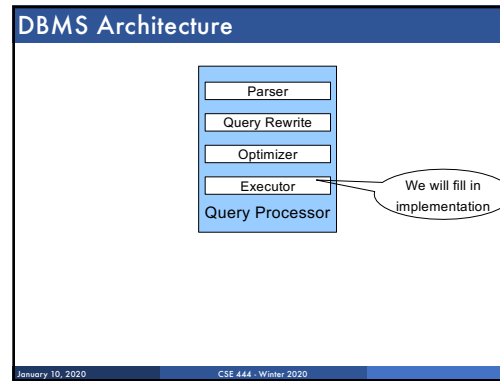 DBMS Architecture
Parser
Query Rewrite
Optimizer
Executor
Query Processor
We will fill in
implementation
January 10, 2020
CSE 444 - Winter 2020